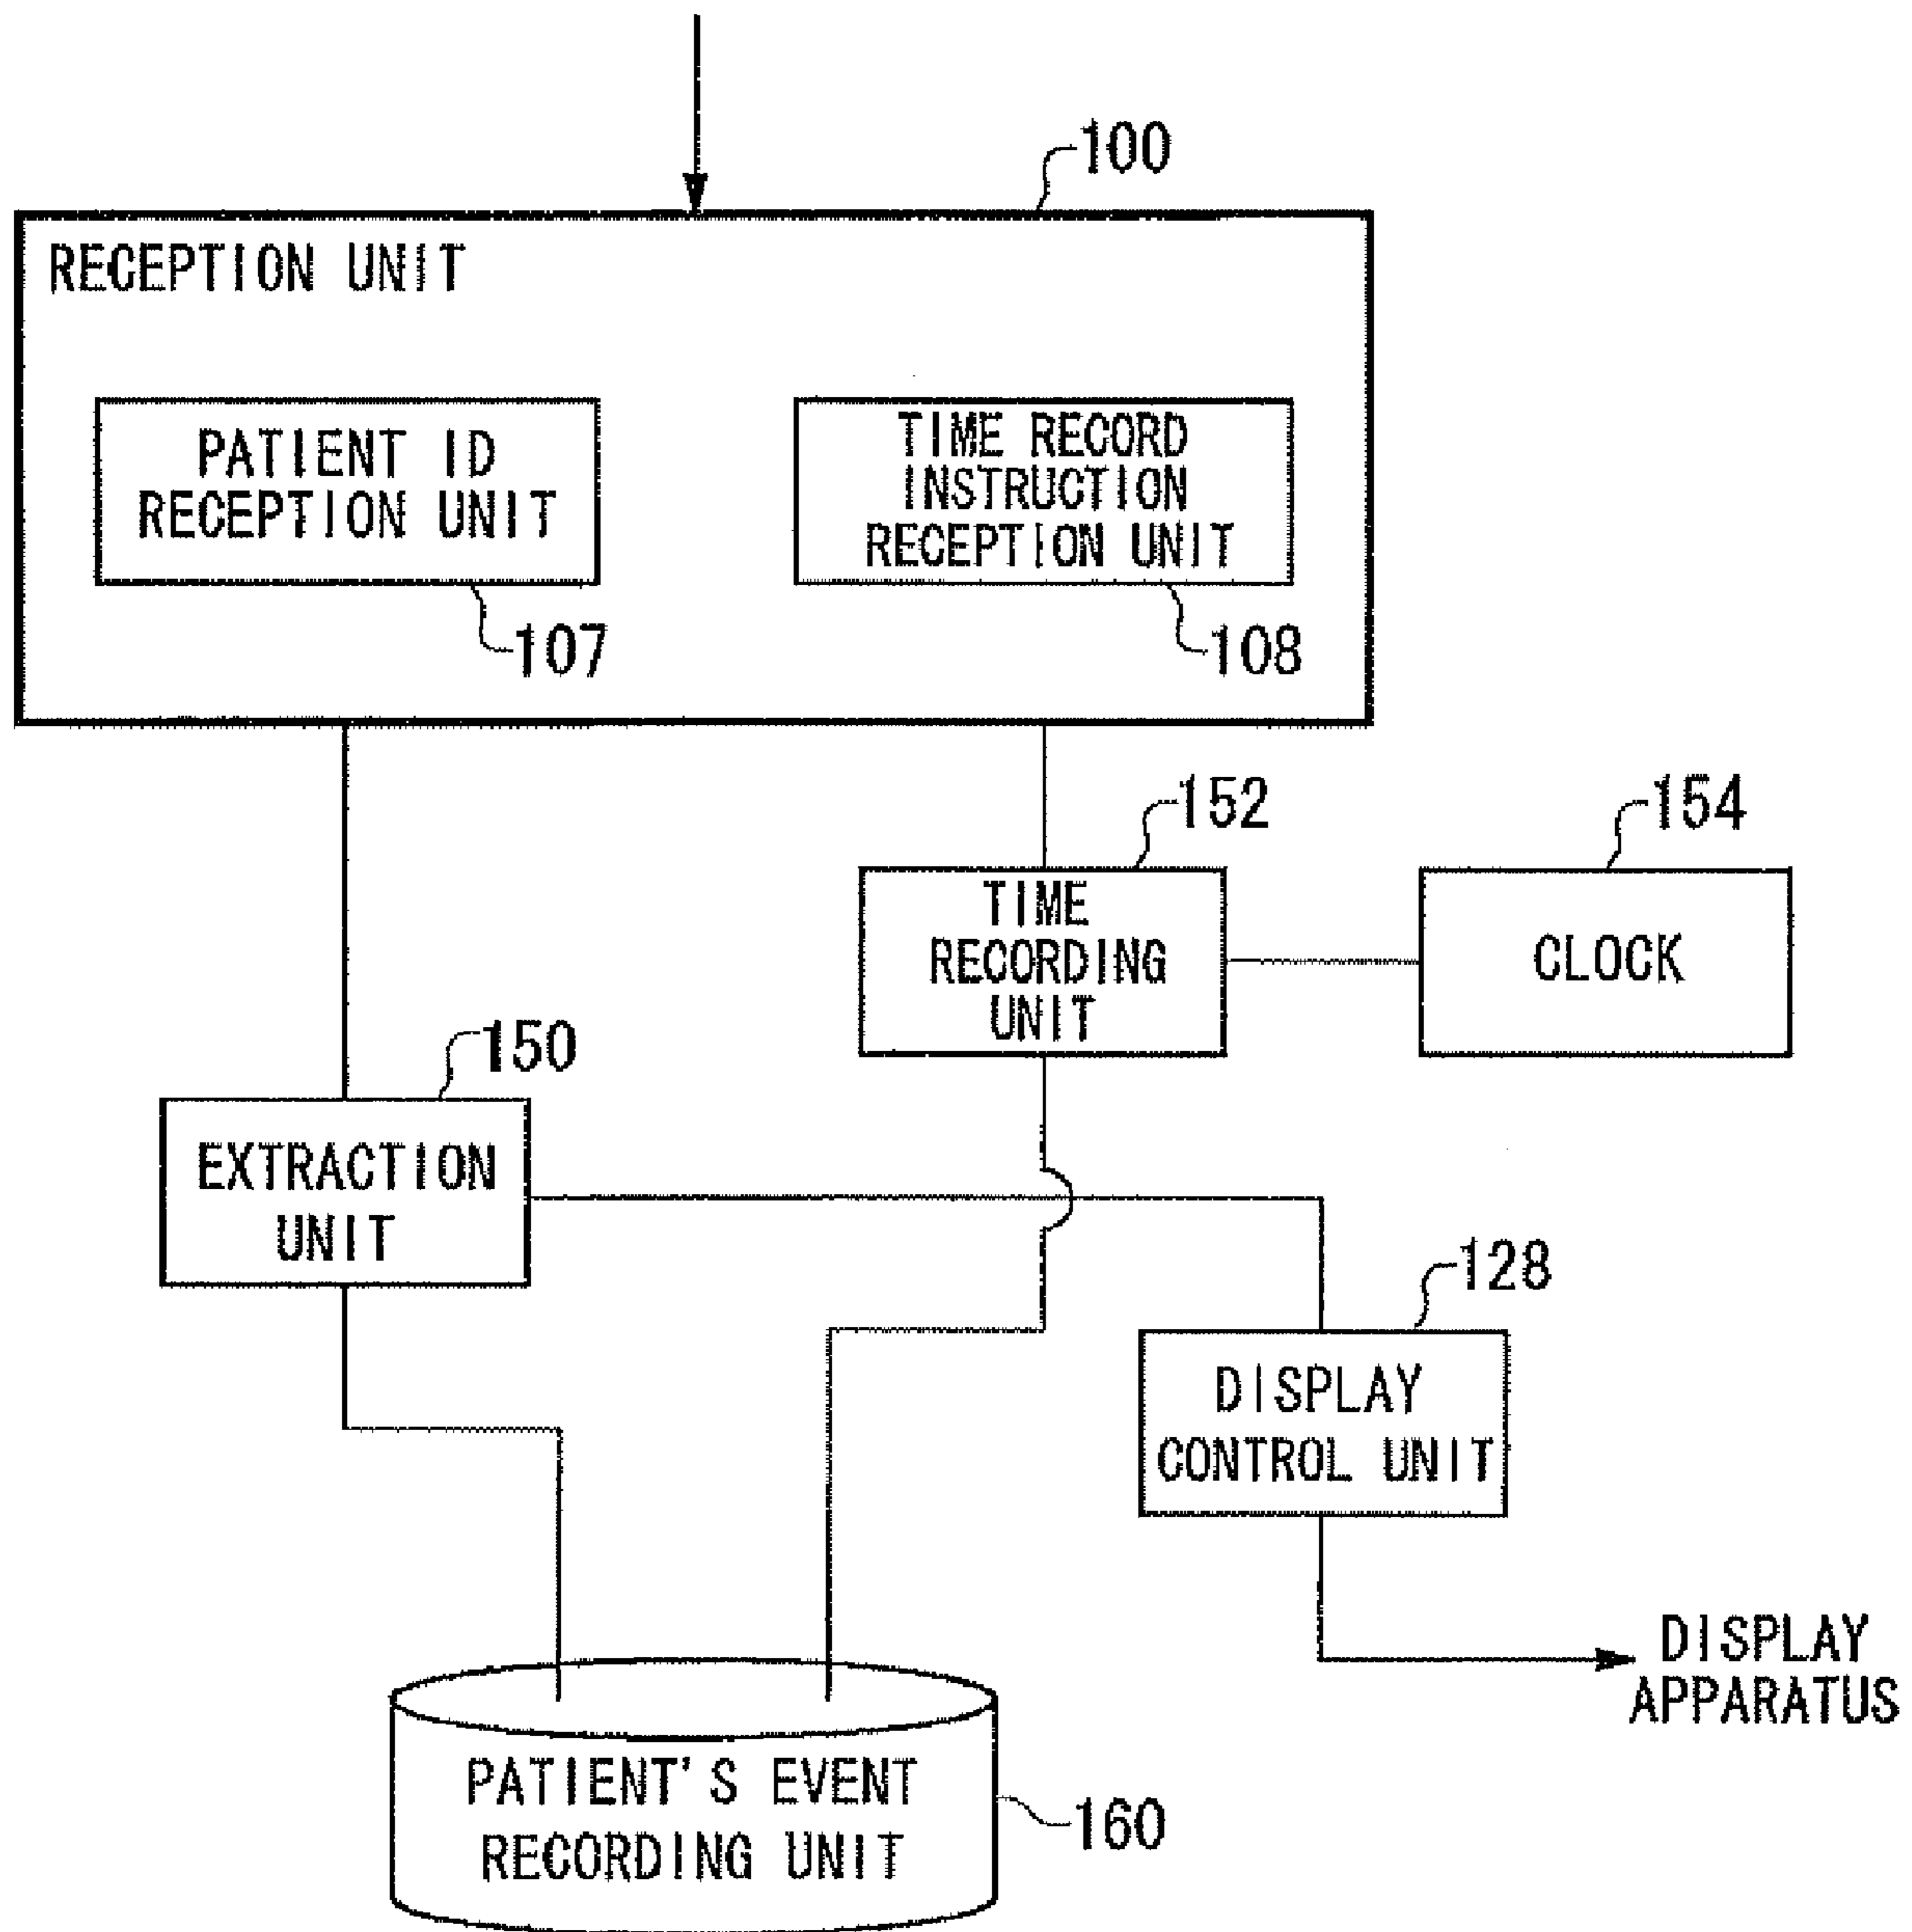 100
RECEPTION UNIT
PATIENT ID
RECEPTION UNIT
107
TIME RECORD
INSTRUCTION
RECEPTION UNIT
108
152
TIME
RECORDING
UNIT
154
CLOCK
150
EXTRACTION
UNIT
128
DISPLAY
CONTROL UNIT
DISPLAY
APPARATUS
PATIENT'S EVENT
RECORDING UNIT
160